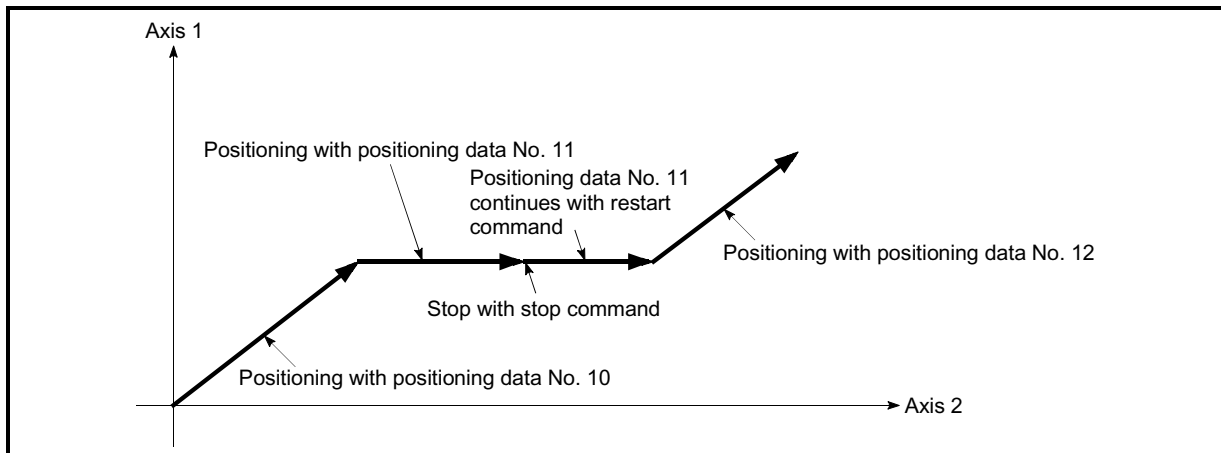 Axis 1
Positioning with positioning data No. 11
Positioning data No. 11
continues with restart
command
Positioning with positioning data No. 12
Stop with stop command
Positioning with positioning data No. 10
Axis 2